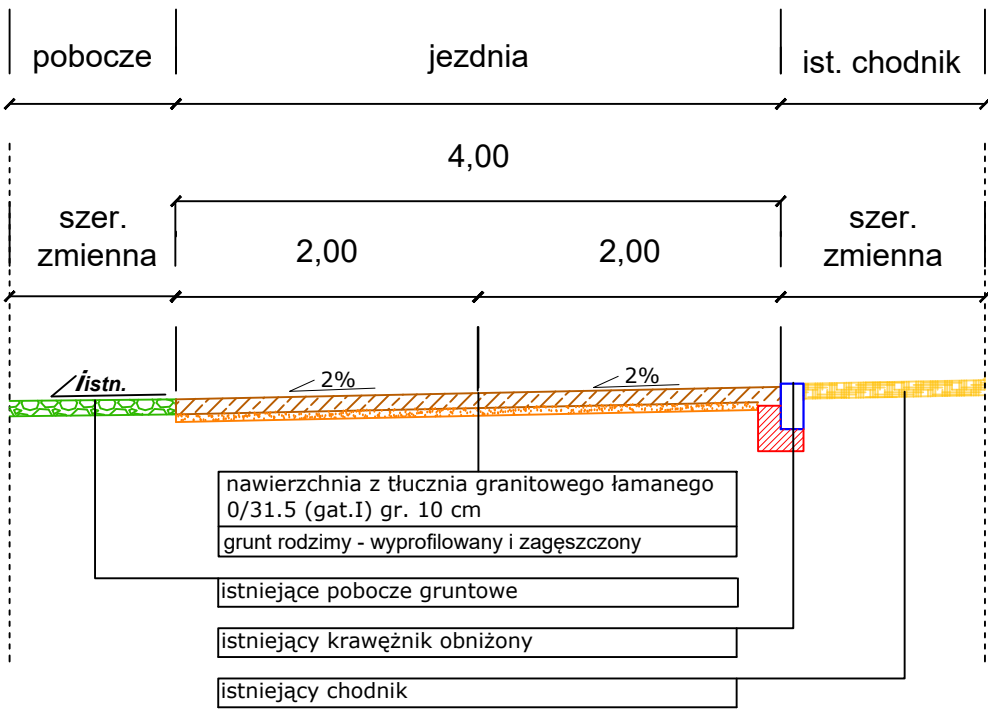 pobocze
jezdnia
ist. chodnik
4,00
szer.
zmienna
2,00
2,00
szer.
zmienna
iistn.
2%
2%
nawierzchnia z tłucznia granitowego łamanego
0/31.5 (gat.I) gr. 10 cm
grunt rodzimy - wyprofilowany i zagęszczony
istniejące pobocze gruntowe
istniejący krawężnik obniżony
istniejący chodnik